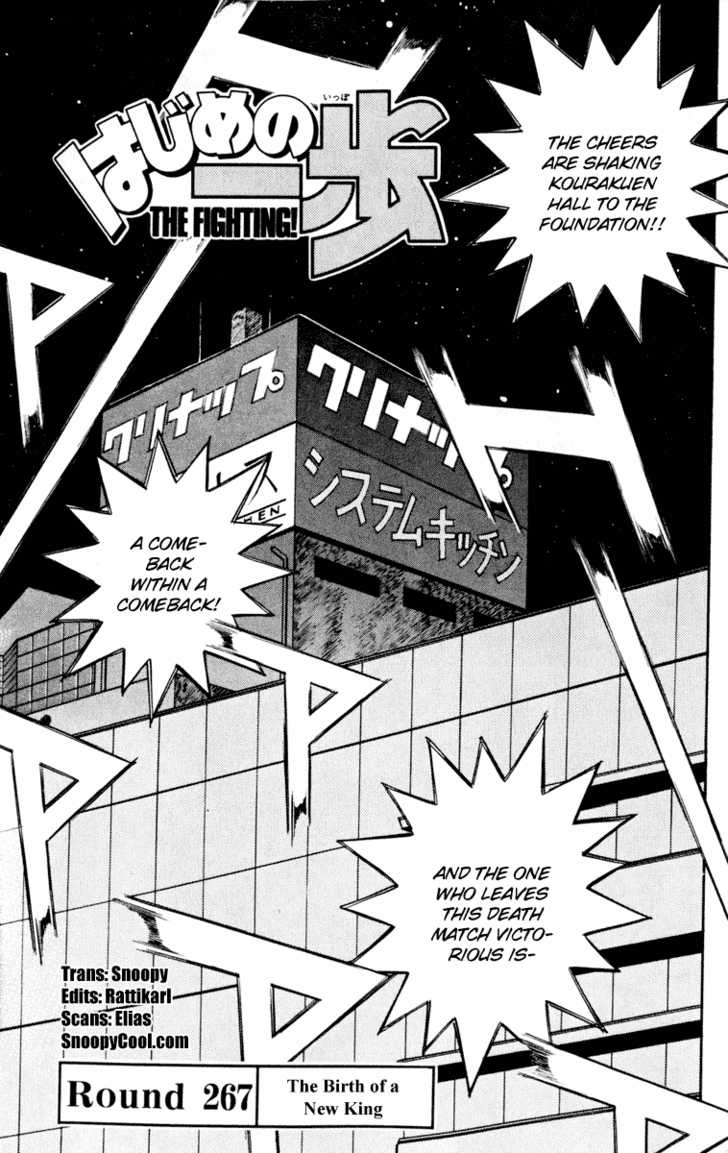 はじめの一歩
いっぽ
THE FIGHTING!
THE CHEERS
ARE SHAKING
KOURAKUEN
HALL TO THE
FOUNDATION!!
クリナップ
クリナップ
システムキッチン
A COME-
BACK
WITHIN A
COMEBACK!
AND THE ONE
WHO LEAVES
THIS DEATH
MATCH VICTO-
RIOUS IS-
Trans: Snoopy
Edits: Rattikarl
Scans: Elias
SnoopyCool.com
Round 267
The Birth of a
New King